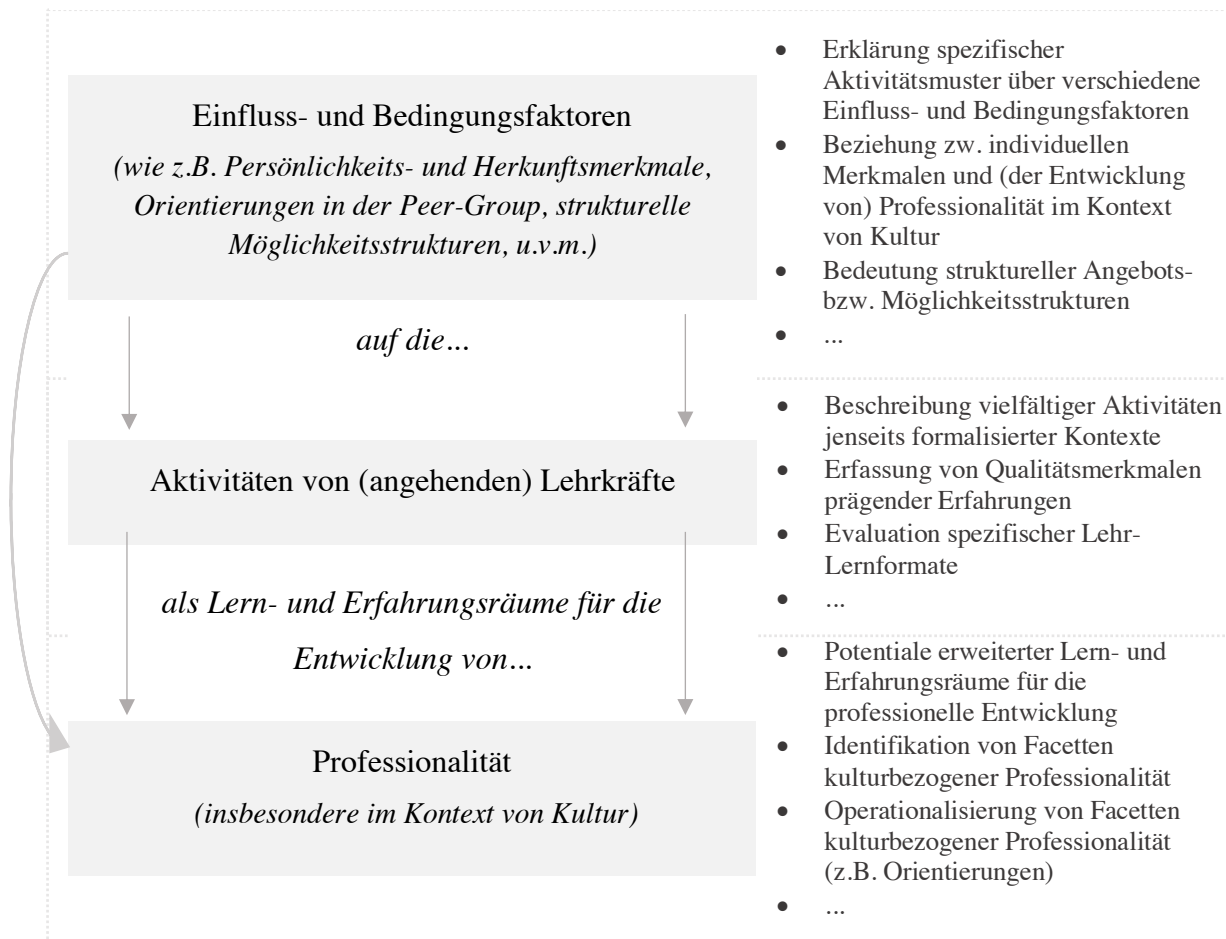 Einfluss- und Bedingungsfaktoren
(wie z.B. Persönlichkeits- und Herkunftsmerkmale,
Orientierungen in der Peer-Group, strukturelle
Möglichkeitsstrukturen, u.v.m.)
auf die...
Aktivitäten von (angehenden) Lehrkräfte
als Lern- und Erfahrungsräume für die
Entwicklung von...
Professionalität
(insbesondere im Kontext von Kultur)
• Erklärung spezifischer
Aktivitätsmuster über verschiedene
Einfluss- und Bedingungsfaktoren
• Beziehung zw. individuellen
Merkmalen und (der Entwicklung
von) Professionalität im Kontext
von Kultur
• Bedeutung struktureller Angebots-
bzw. Möglichkeitsstrukturen
• ...
• Beschreibung vielfältiger Aktivitäten
jenseits formalisierter Kontexte
• Erfassung von Qualitätsmerkmalen
prägender Erfahrungen
• Evaluation spezifischer Lehr-
Lernformate
• ...
• Potentiale erweiterter Lern- und
Erfahrungsräume für die
professionelle Entwicklung
• Identifikation von Facetten
kulturbezogener Professionalität
• Operationalisierung von Facetten
kulturbezogener Professionalität
(z.B. Orientierungen)
• ...